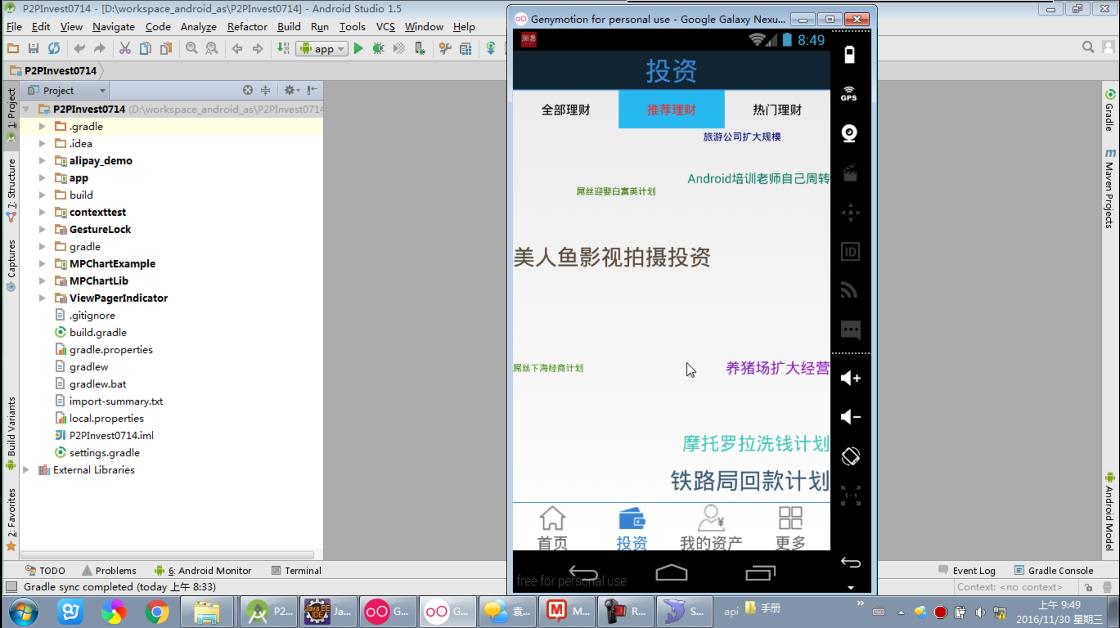 P2PInvest0714 - [D:\workspace_android_as\P2PInvest0714] - Android Studio 1.5
File Edit View Navigate Code Analyze Refactor Build Run Tools VCS Window Help
app
P2PInvest0714
Project
P2PInvest0714 (D:\workspace_android_as\P2PInvest0714
.gradle
.idea
alipay_demo
app
build
contexttest
GestureLock
gradle
MPChartExample
MPChartLib
ViewPagerIndicator
.gitignore
build.gradle
gradle.properties
gradlew
gradlew.bat
import-summary.txt
local.properties
P2PInvest0714.iml
settings.gradle
External Libraries
1: Project
7: Structure
Captures
Build Variants
2: Favorites
Genymotion for personal use - Google Galaxy Nexu...
8:49
投资
全部理财 推荐理财 热门理财
旅游公司扩大规模
Android培训老师自己周转
屌丝迎娶白富美计划
美人鱼影视拍摄投资
屌丝下海经商计划
养猪场扩大经营
摩托罗拉洗钱计划
铁路局回款计划
首页 投资 我的资产 更多
free for personal use
GPS
ID
1:1
Gradle
m Maven Projects
Android Model
TODO Problems 6: Android Monitor Terminal
Event Log Gradle Console
Gradle sync completed (today 上午 8:33)
Context: <no context>
P2... Ja... G... G... 袁... M... R... S...
api 手册
上午 9:49
2016/11/30 星期三